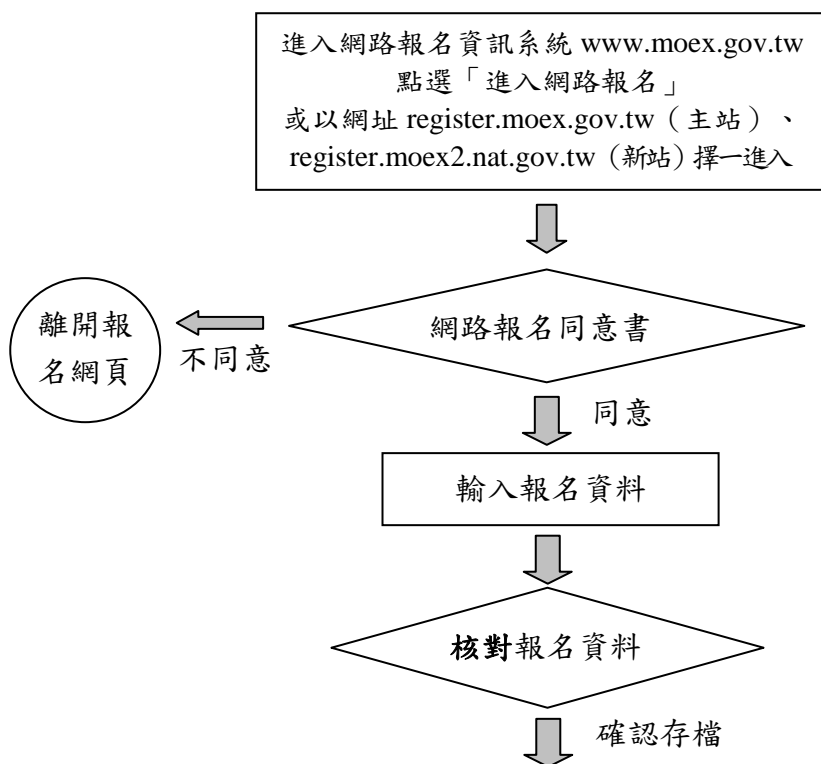 進入網路報名資訊系統 www.moex.gov.tw
點選「進入網路報名」
或以網址 register.moex.gov.tw（主站）、
register.moex2.nat.gov.tw（新站）擇一進入
網路報名同意書
離開報
名網頁
不同意
同意
輸入報名資料
核對報名資料
確認存檔